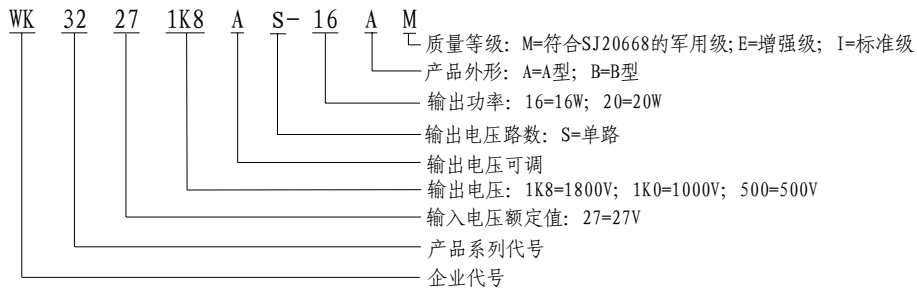 WK 32 27 1K8 A S-16 A M
质量等级：M=符合SJ20668的军用级；E=增强级；I=标准级
产品外形：A=A型；B=B型
输出功率：16=16W；20=20W
输出电压路数：S=单路
输出电压可调
输出电压：1K8=1800V；1K0=1000V；500=500V
输入电压额定值：27=27V
产品系列代号
企业代号